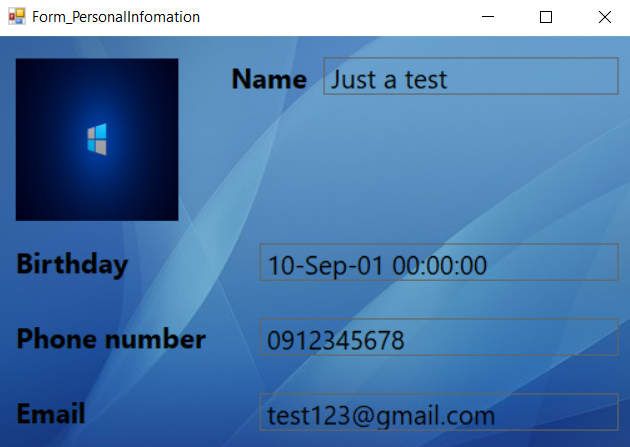 Form_PersonalInfomation
Name Just a test
Birthday 10-Sep-01 00:00:00
Phone number 0912345678
Email test123@gmail.com